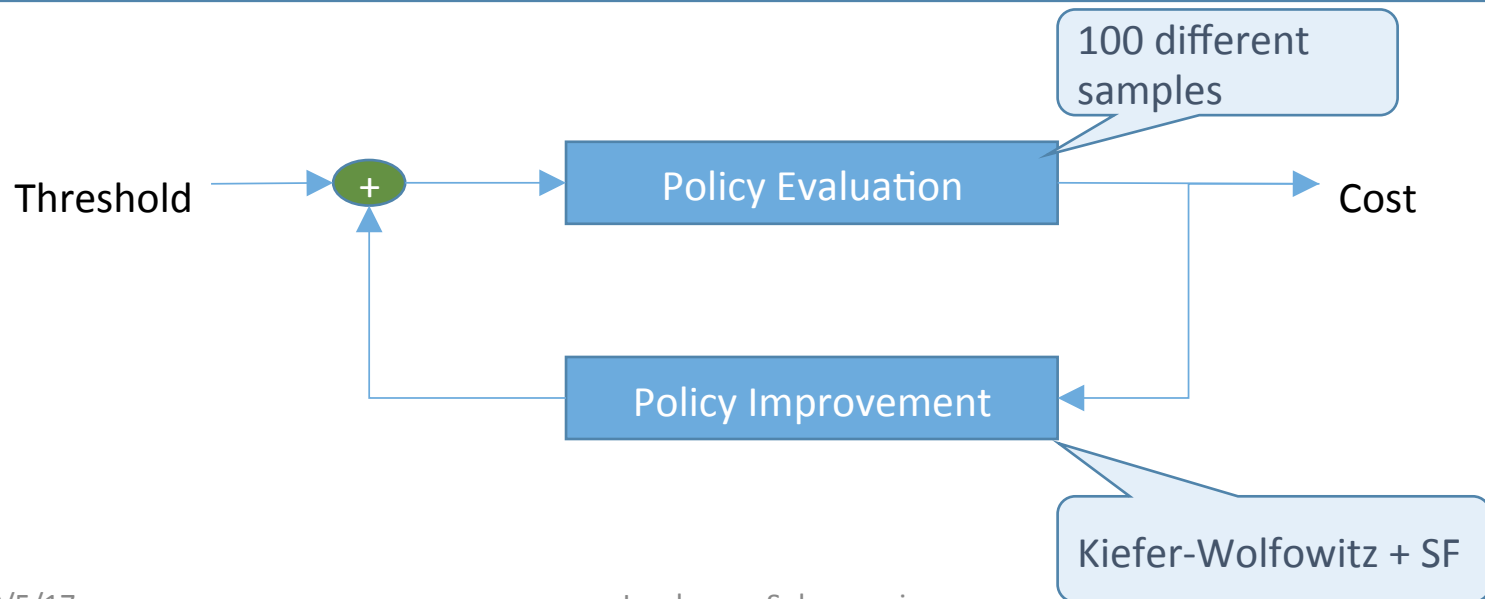 100 different
samples
Threshold
+
Policy Evaluation
Cost
Policy Improvement
Kiefer-Wolfowitz + SF